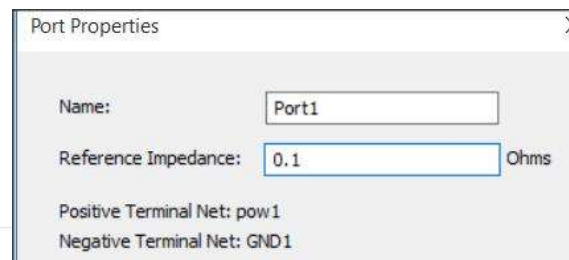 Port Properties
Name: Port1
Reference Impedance: 0.1 Ohms
Positive Terminal Net: pow1
Negative Terminal Net: GND1